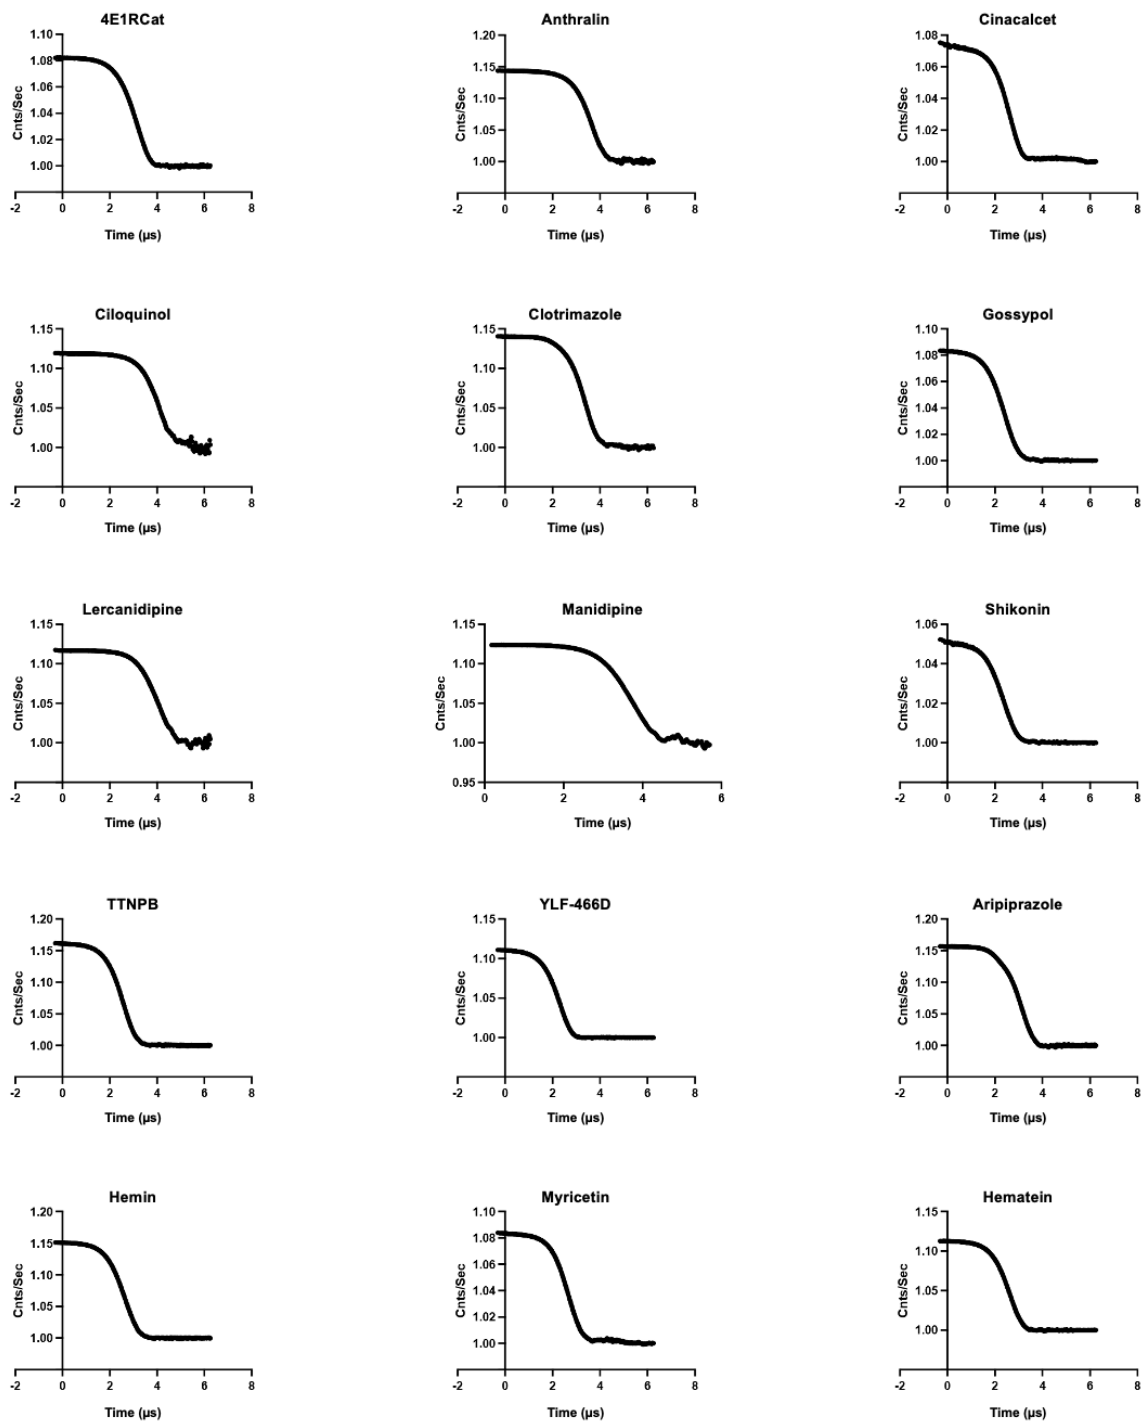 4E1RCat
1.10
1.08
1.06
1.04
1.02
1.00
Cnts/Sec
-2 0 2 4 6 8
Time (µs)
Anthralin
1.20
1.15
1.10
1.05
1.00
Cnts/Sec
-2 0 2 4 6 8
Time (µs)
Cinacalcet
1.08
1.06
1.04
1.02
1.00
Cnts/Sec
-2 0 2 4 6 8
Time (µs)
Ciloquinol
1.15
1.10
1.05
1.00
Cnts/Sec
-2 0 2 4 6 8
Time (µs)
Clotrimazole
1.15
1.10
1.05
1.00
Cnts/Sec
-2 0 2 4 6 8
Time (µs)
Gossypol
1.10
1.08
1.06
1.04
1.02
1.00
Cnts/Sec
-2 0 2 4 6 8
Time (µs)
Lercanidipine
1.15
1.10
1.05
1.00
Cnts/Sec
-2 0 2 4 6 8
Time (µs)
Manidipine
1.15
1.10
1.05
1.00
0.95
Cnts/Sec
0 2 4 6
Time (µs)
Shikonin
1.06
1.04
1.02
1.00
Cnts/Sec
-2 0 2 4 6 8
Time (µs)
TTNPB
1.20
1.15
1.10
1.05
1.00
Cnts/Sec
-2 0 2 4 6 8
Time (µs)
YLF-466D
1.15
1.10
1.05
1.00
Cnts/Sec
-2 0 2 4 6 8
Time (µs)
Aripiprazole
1.20
1.15
1.10
1.05
1.00
Cnts/Sec
-2 0 2 4 6 8
Time (µs)
Hemin
1.20
1.15
1.10
1.05
1.00
Cnts/Sec
-2 0 2 4 6 8
Time (µs)
Myricetin
1.10
1.08
1.06
1.04
1.02
1.00
Cnts/Sec
-2 0 2 4 6 8
Time (µs)
Hematein
1.15
1.10
1.05
1.00
Cnts/Sec
-2 0 2 4 6 8
Time (µs)